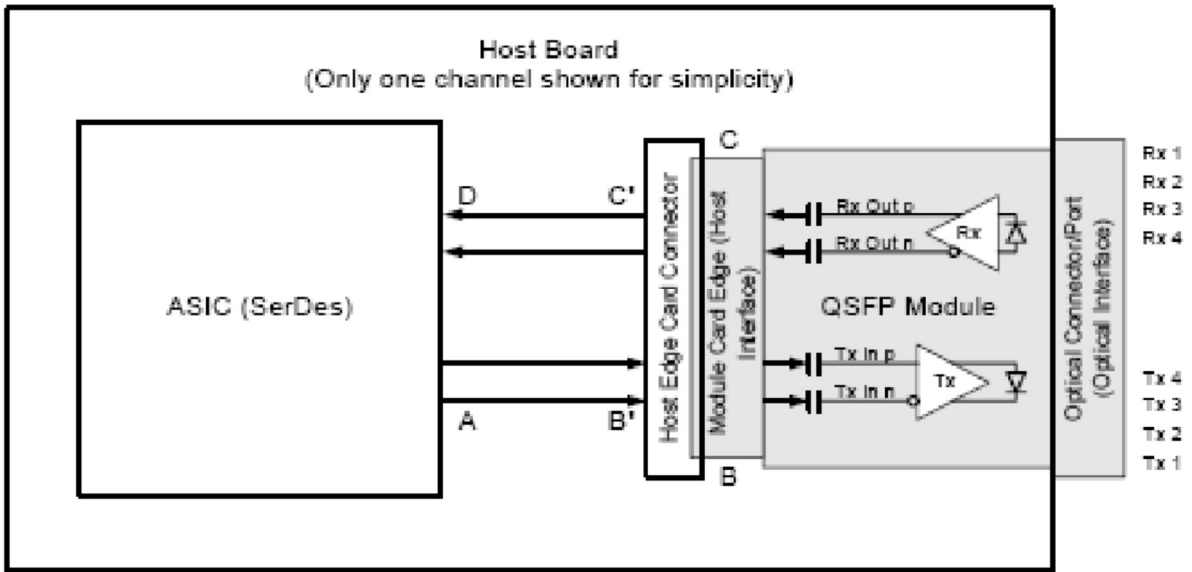 Host Board
(Only one channel shown for simplicity)
ASIC (SerDes)
D
C'
A
B'
Host Edge Card Connector
C
Module Card Edge (Host
Interface)
B
Rx Out p
Rx Out n
Rx
QSFP Module
Tx In p
Tx In n
Tx
Optical Connector/Port
(Optical Interface)
Rx 1
Rx 2
Rx 3
Rx 4
Tx 4
Tx 3
Tx 2
Tx 1